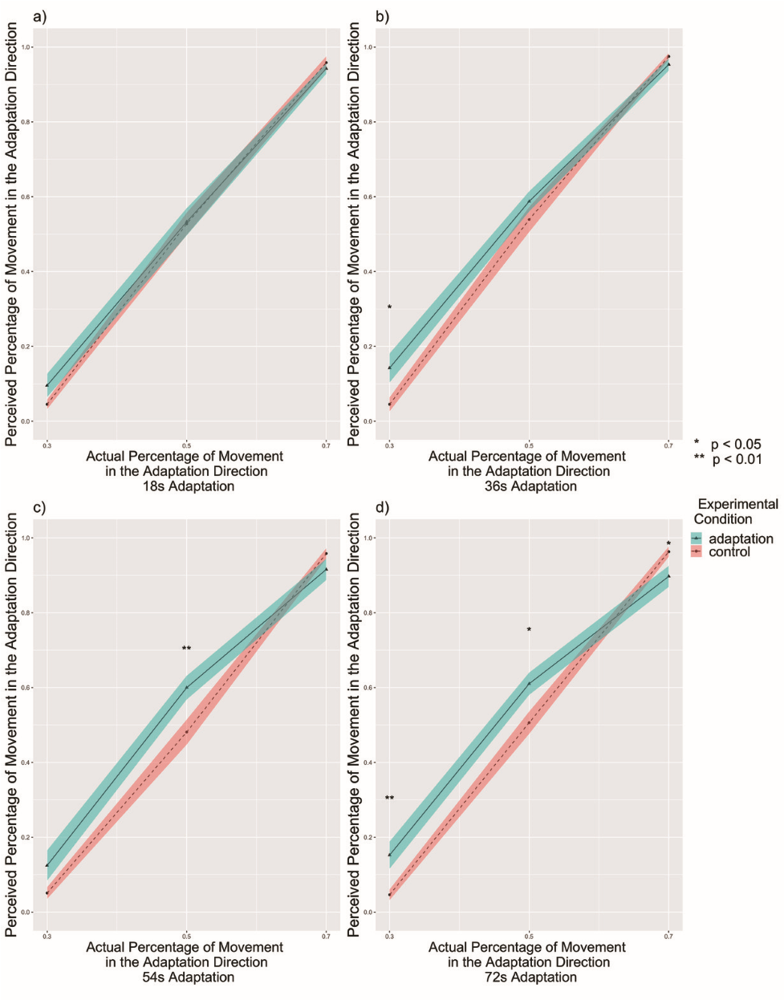 a)
Perceived Percentage of Movement in the Adaptation Direction
1.0
0.8
0.6
0.4
0.2
0.0
0.3
0.5
0.7
Actual Percentage of Movement
in the Adaptation Direction
18s Adaptation
b)
Perceived Percentage of Movement in the Adaptation Direction
1.0
0.8
0.6
0.4
0.2
0.0
*
0.3
0.5
0.7
Actual Percentage of Movement
in the Adaptation Direction
36s Adaptation
* p < 0.05
** p < 0.01
Experimental
Condition
adaptation
control
c)
Perceived Percentage of Movement in the Adaptation Direction
1.0
0.8
0.6
0.4
0.2
0.0
**
0.3
0.5
0.7
Actual Percentage of Movement
in the Adaptation Direction
54s Adaptation
d)
Perceived Percentage of Movement in the Adaptation Direction
1.0
0.8
0.6
0.4
0.2
0.0
*
*
**
0.3
0.5
0.7
Actual Percentage of Movement
in the Adaptation Direction
72s Adaptation